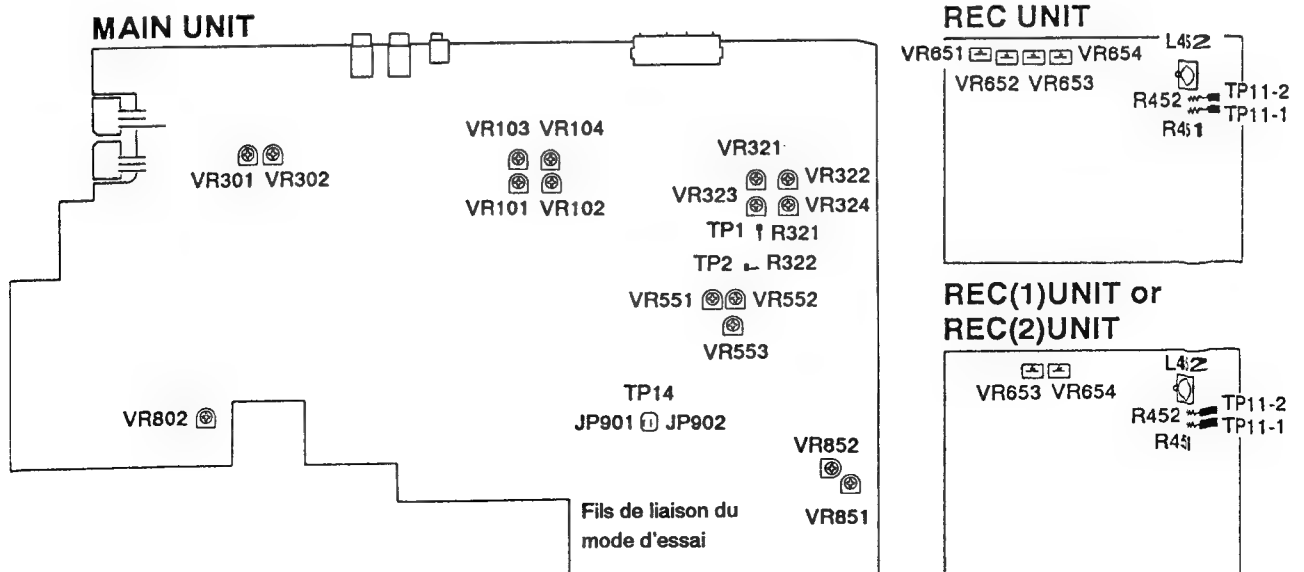 MAIN UNIT
VR301 VR302
VR103 VR104
VR101 VR102
VR321
VR322
VR323
VR324
TP1 R321
TP2 R322
VR551 VR552
VR553
TP14
JP901 JP902
VR802
VR852
VR851
Fils de liaison du
mode d'essai
REC UNIT
L452
VR651 VR654
VR652 VR653
R452 TP11-2
TP11-1
R451
REC(1)UNIT or
REC(2)UNIT
L452
VR653 VR654
R452 TP11-2
TP11-1
R451